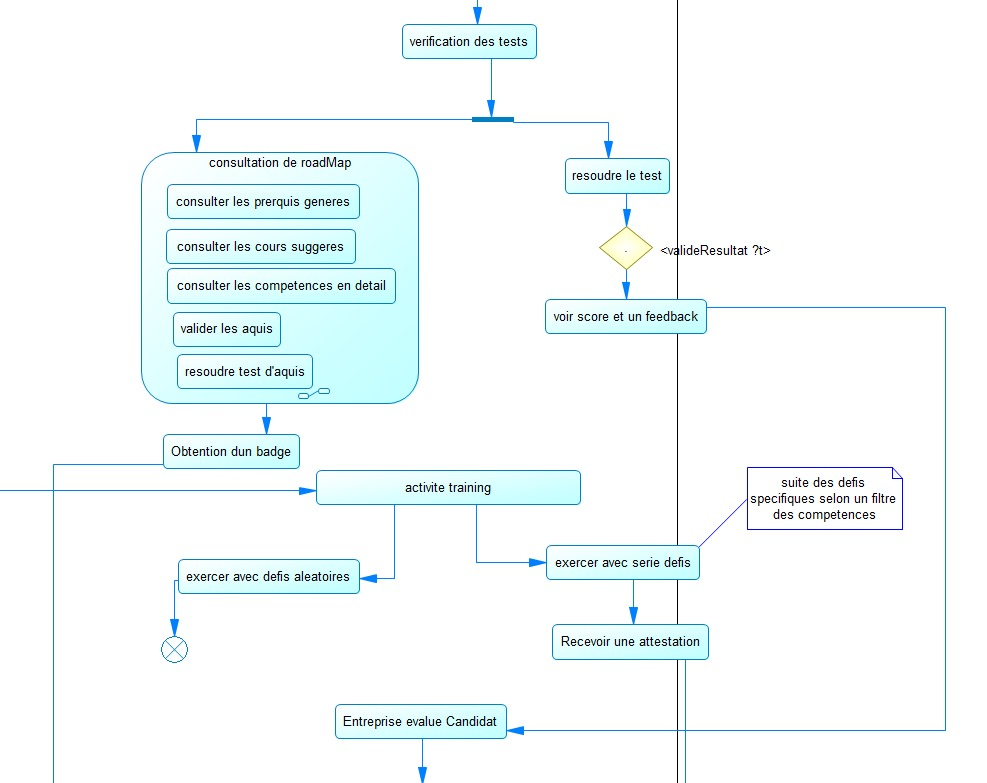 verification des tests
consultation de roadMap
consulter les prerquis generes
consulter les cours suggeres
consulter les competences en detail
valider les aquis
resoudre test d'aquis
resoudre le test
<valideResultat ?t>
voir score et un feedback
Obtention dun badge
activite training
suite des defis
specifiques selon un filtre
des competences
exercer avec defis aleatoires
exercer avec serie defis
Recevoir une attestation
Entreprise evalue Candidat